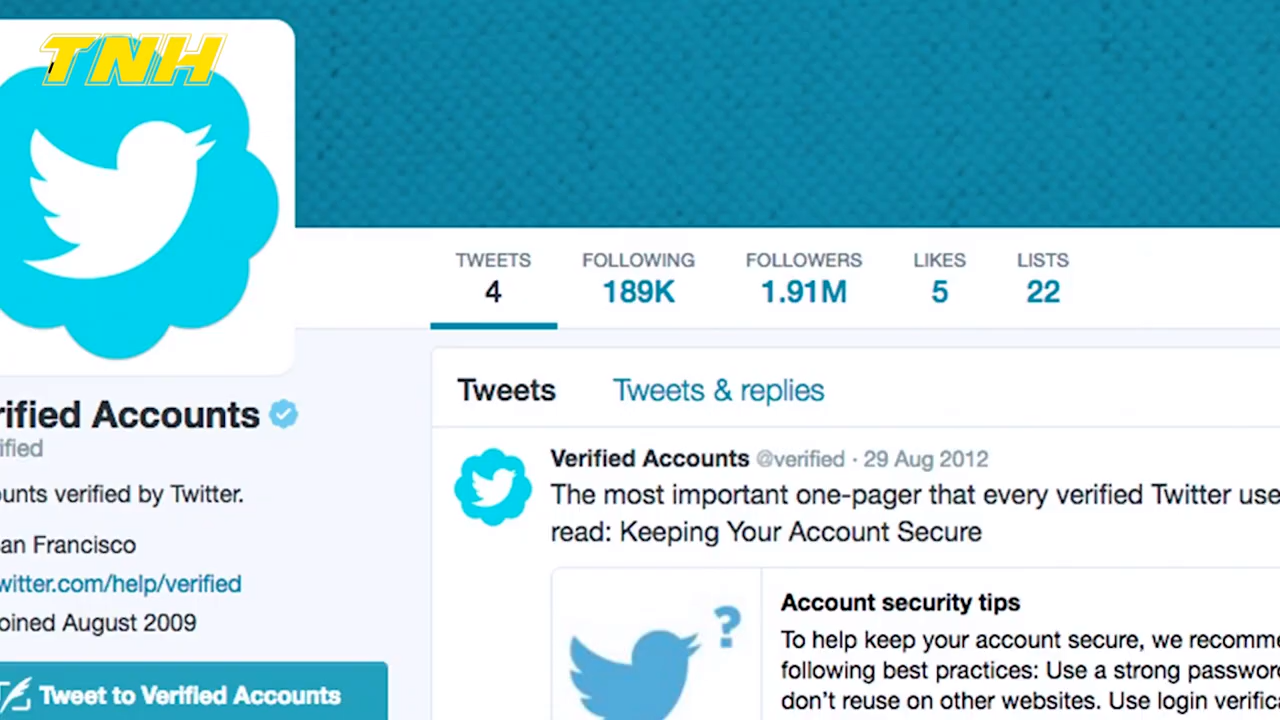 TNH
TWEETS
4
FOLLOWING
189K
FOLLOWERS
1.91M
LIKES
5
LISTS
22
Tweets Tweets & replies
rified Accounts
ified
unts verified by Twitter.
an Francisco
witter.com/help/verified
oined August 2009
Tweet to Verified Accounts
Verified Accounts @verified · 29 Aug 2012
The most important one-pager that every verified Twitter use
read: Keeping Your Account Secure
?
Account security tips
To help keep your account secure, we recomme
following best practices: Use a strong password
don't reuse on other websites. Use login verifica